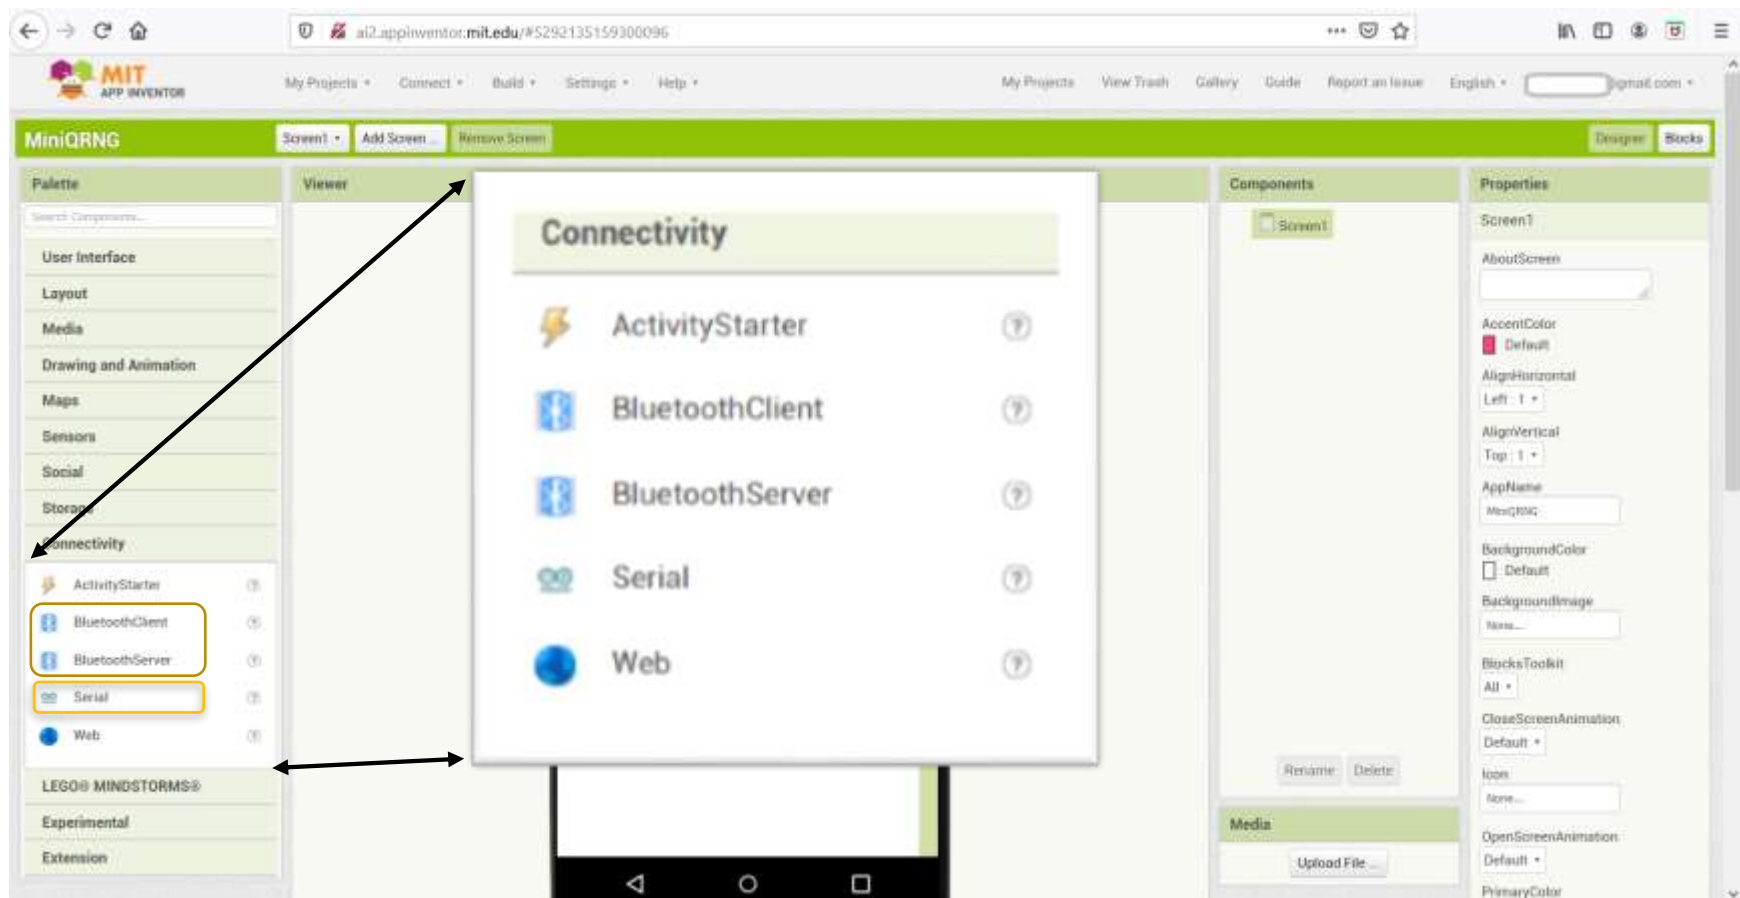 ai2.appinventor.mit.edu/#5292135159300096
MIT
APP INVENTOR
My Projects Connect Build Settings Help
My Projects View Trash Gallery Guide Report an Issue English @gmail.com
MiniQRNG
Screen1 Add Screen ... Remove Screen
Designer Blocks
Palette
Search Components...
User Interface
Layout
Media
Drawing and Animation
Maps
Sensors
Social
Storage
Connectivity
ActivityStarter
BluetoothClient
BluetoothServer
Serial
Web
LEGO® MINDSTORMS®
Experimental
Extension
Viewer
Connectivity
ActivityStarter ?
BluetoothClient ?
BluetoothServer ?
Serial ?
Web ?
Components
Screen1
Rename Delete
Media
Upload File ...
Properties
Screen1
AboutScreen
AccentColor
Default
AlignHorizontal
Left : 1
AlignVertical
Top : 1
AppName
BackgroundColor
Default
BackgroundImage
None...
BlocksToolkit
All
CloseScreenAnimation
Default
Icon
None...
OpenScreenAnimation
Default
PrimaryColor